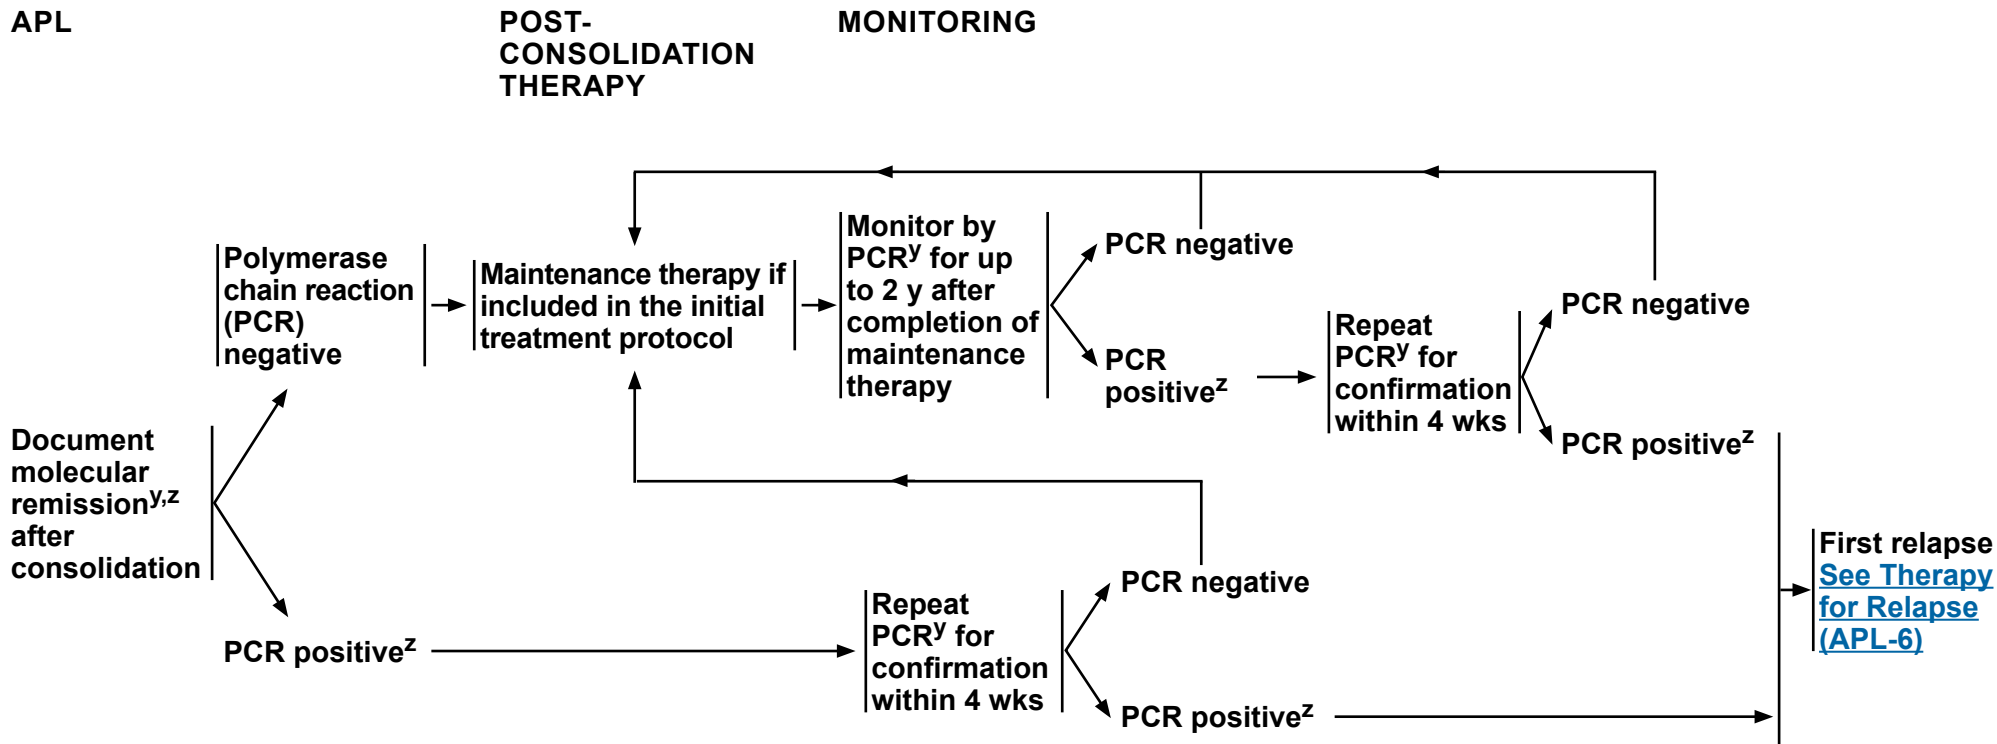 APL
POST-
CONSOLIDATION
THERAPY
MONITORING
Document
molecular
remissiony,z
after
consolidation
Polymerase
chain reaction
(PCR)
negative
Maintenance therapy if
included in the initial
treatment protocol
Monitor by
PCRy for up
to 2 y after
completion of
maintenance
therapy
PCR negative
PCR
positivez
Repeat
PCRy for
confirmation
within 4 wks
PCR negative
PCR positivez
PCR positivez
Repeat
PCRy for
confirmation
within 4 wks
PCR negative
PCR positivez
First relapse
See Therapy
for Relapse
(APL-6)